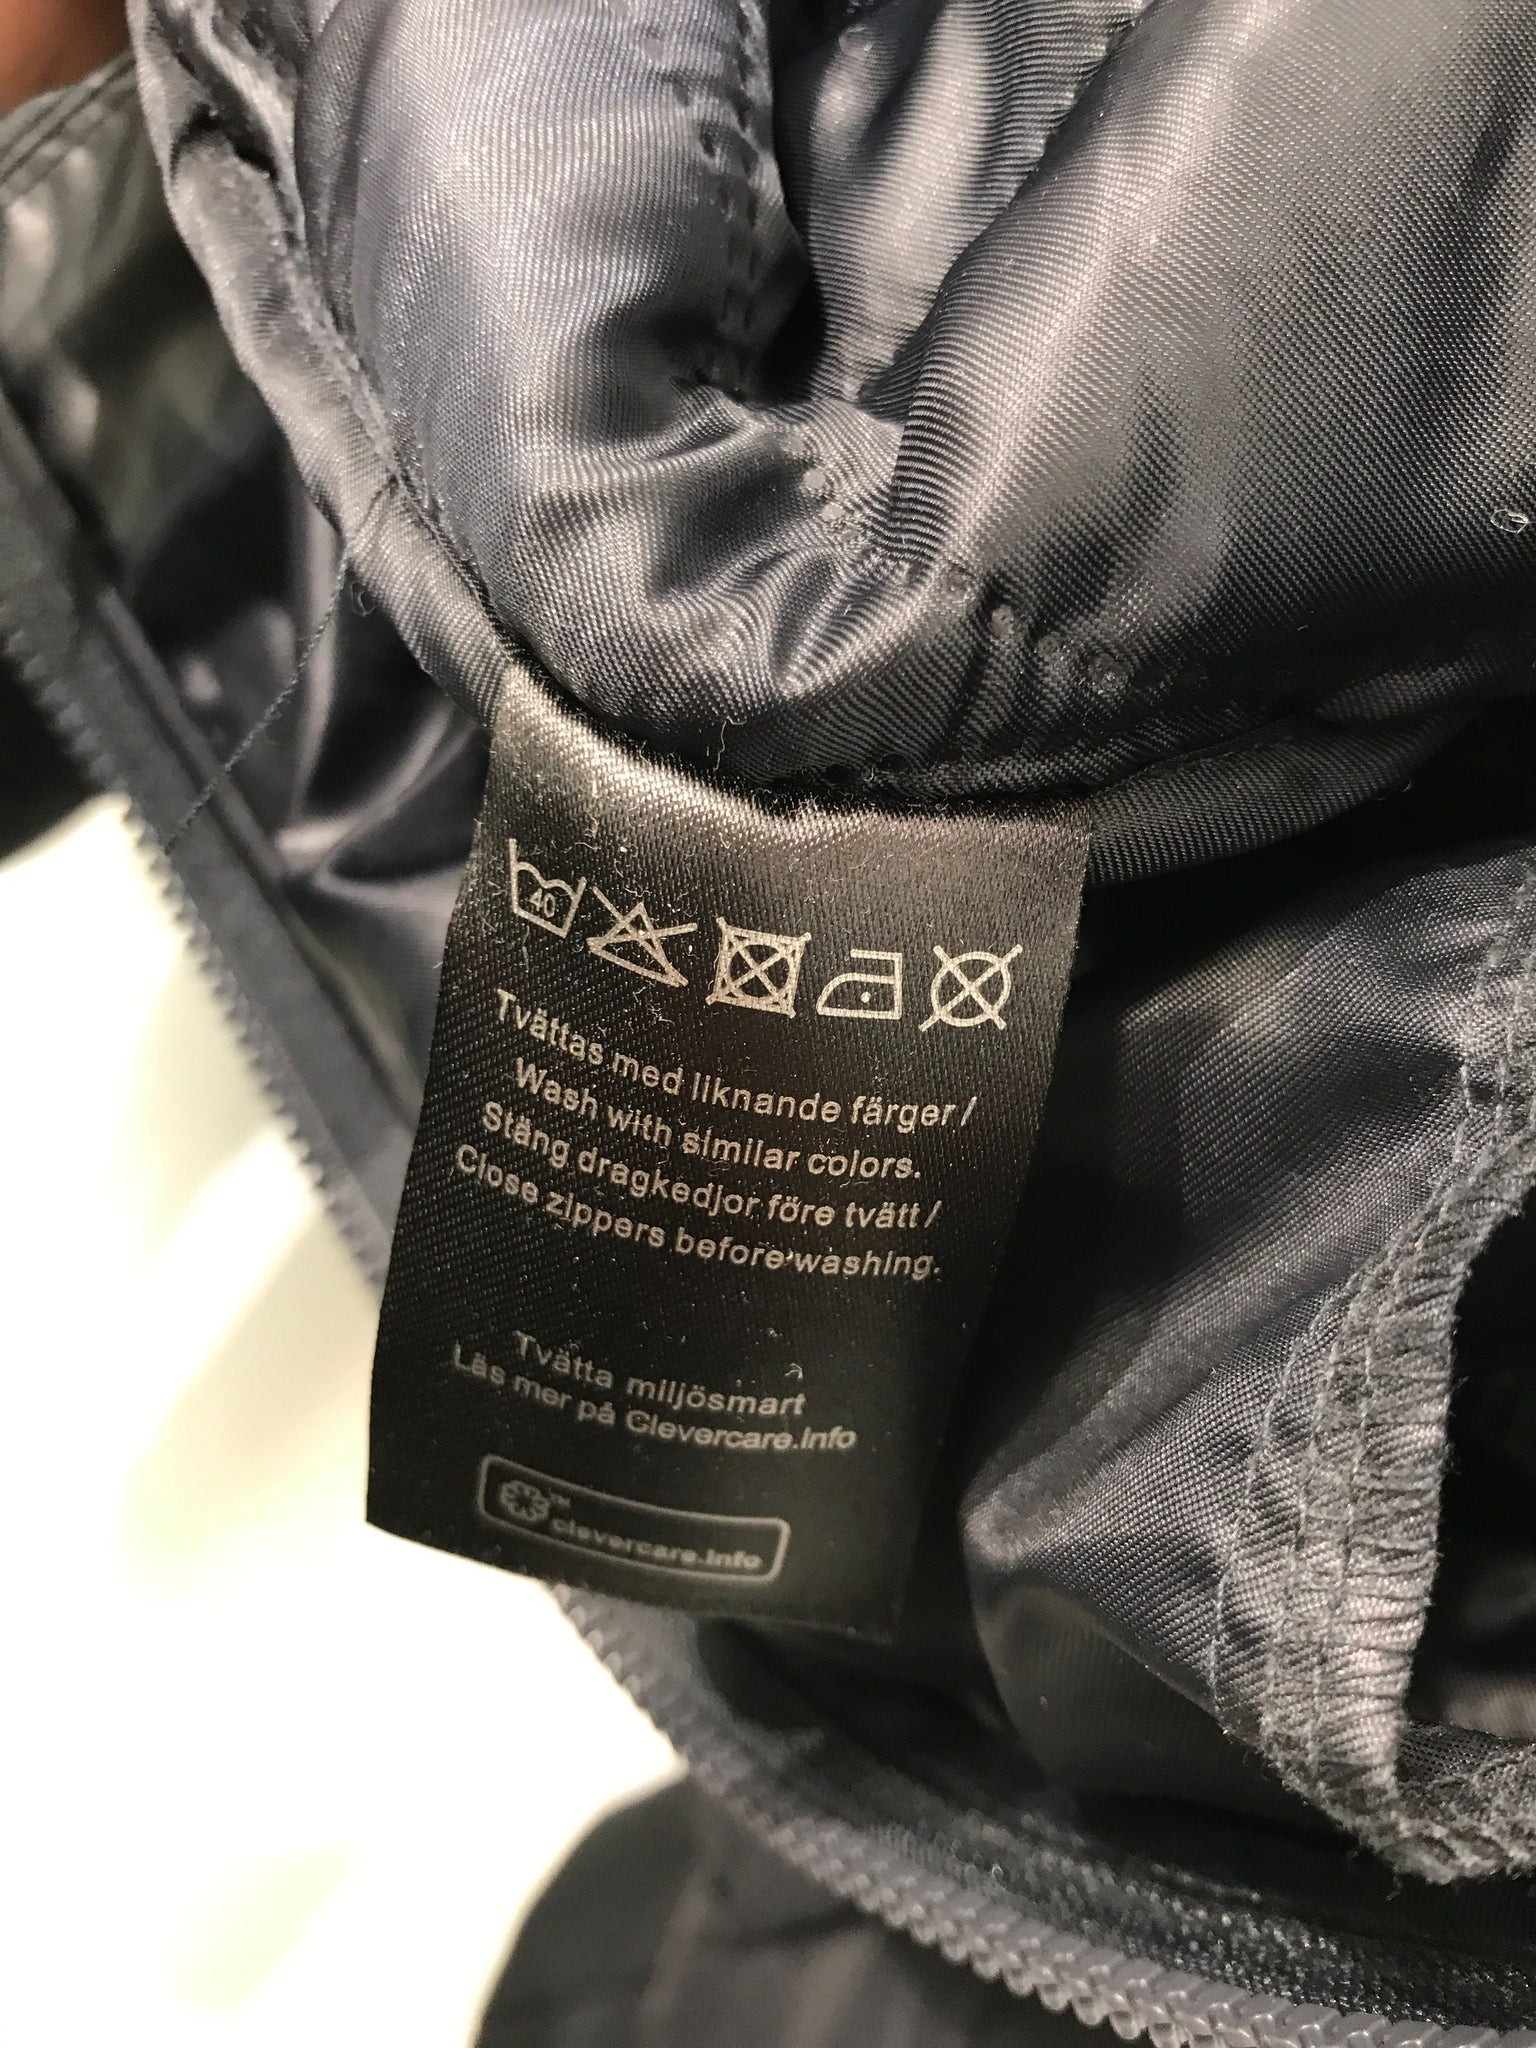 40
Tvättas med liknande färger /
Wash with similar colors.
Stäng dragkedjor före tvätt /
Close zippers before washing.
Tvätta miljösmart
Läs mer på Clevercare.info
clevercare.info